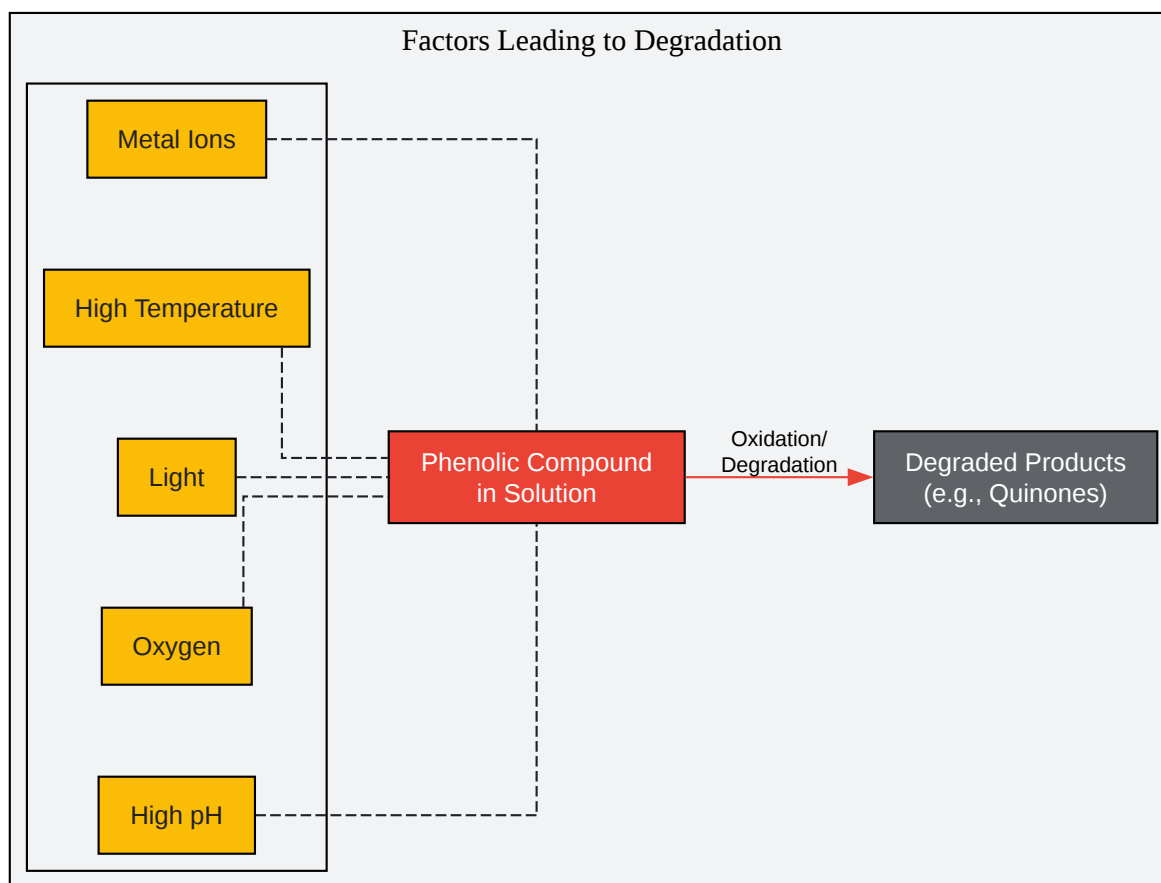 Factors Leading to Degradation
Metal Ions
High Temperature
Light
Oxygen
High pH
Phenolic Compound
in Solution
Oxidation/
Degradation
Degraded Products
(e.g., Quinones)